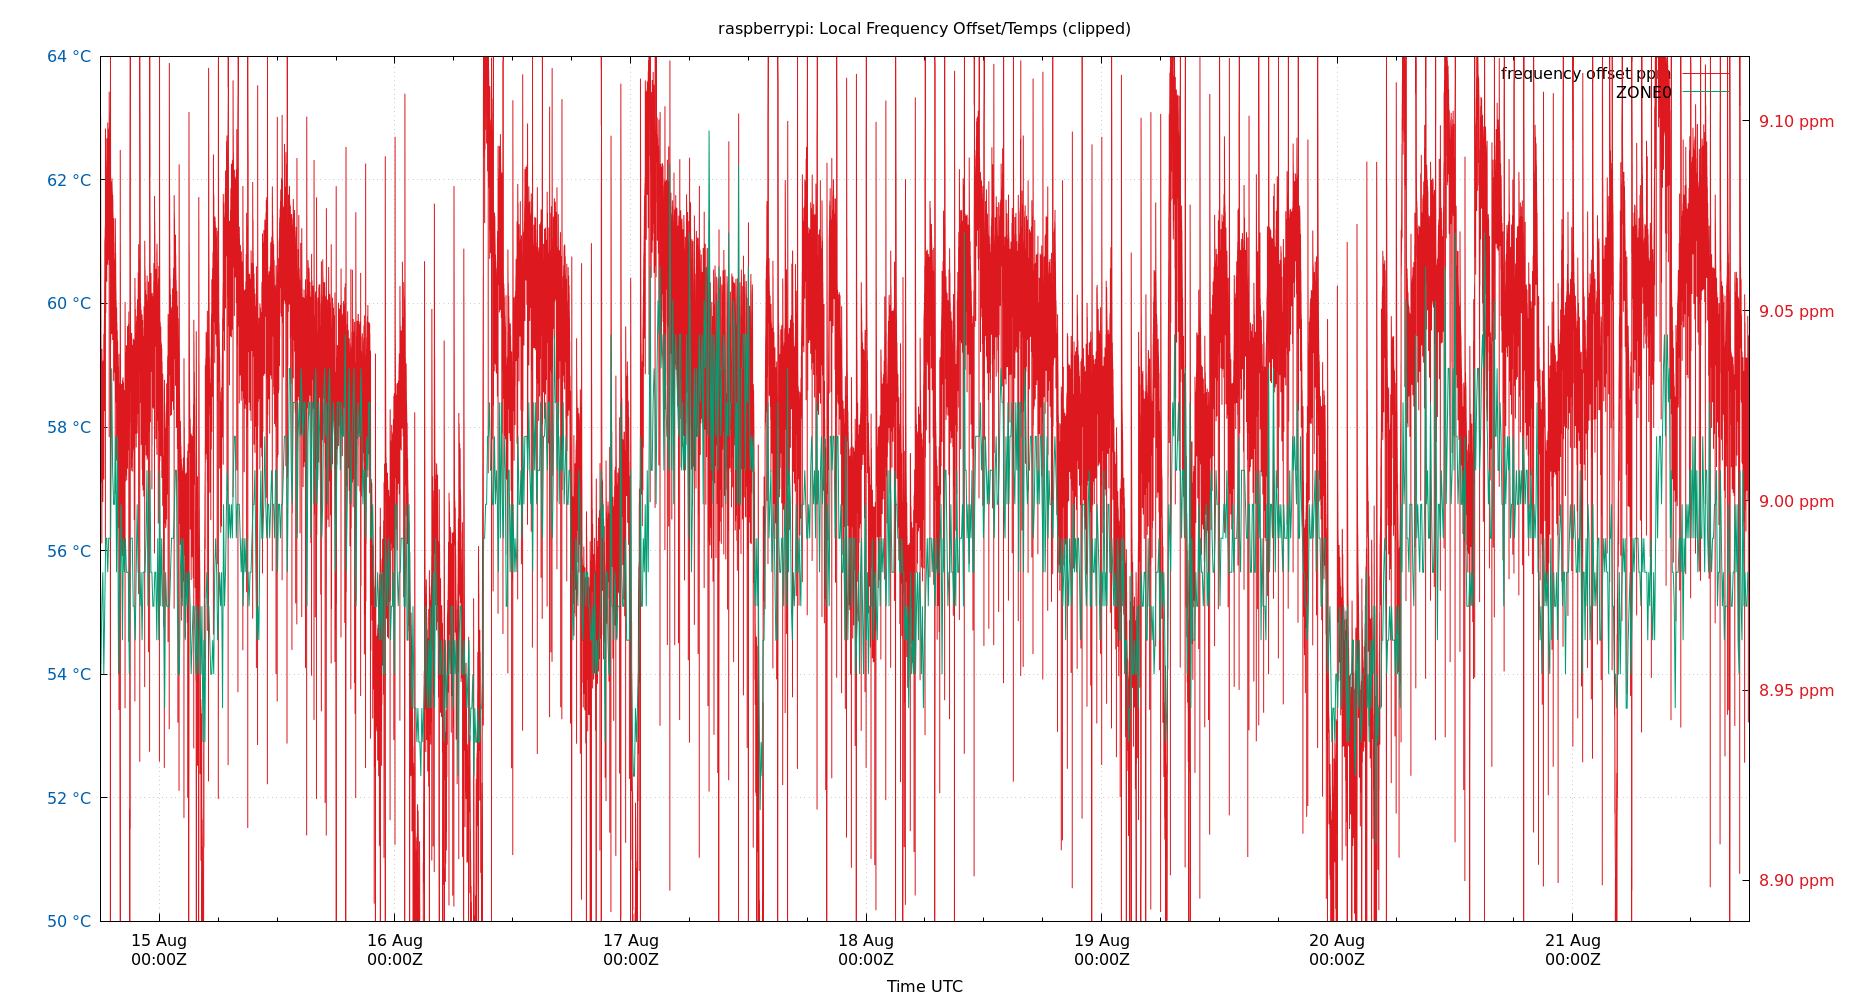 raspberrypi: Local Frequency Offset/Temps (clipped)
64 °C
62 °C
60 °C
58 °C
56 °C
54 °C
52 °C
50 °C
frequency offset ppm
ZONE0
9.10 ppm
9.05 ppm
9.00 ppm
8.95 ppm
8.90 ppm
15 Aug
00:00Z
16 Aug
00:00Z
17 Aug
00:00Z
18 Aug
00:00Z
19 Aug
00:00Z
20 Aug
00:00Z
21 Aug
00:00Z
Time UTC